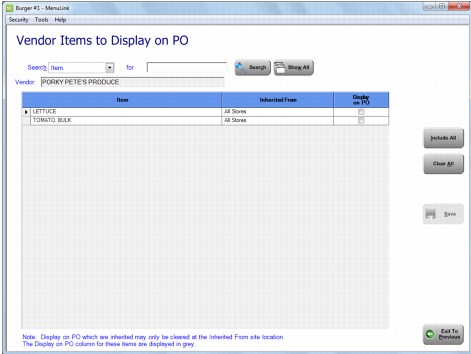 Burger #1 - MenuLink
Security Tools Help
Vendor Items to Display on PO
Search Item for Search Show All
Vendor PORKY PETE'S PRODUCE
Item Inherited From Display on PO
LETTUCE All Stores
TOMATO, BULK All Stores
Include All
Clear All
Save
Note: Display on PO which are inherited may only be cleared at the Inherited From site location.
The Display on PO column for these items are displayed in grey.
Exit To
Previous